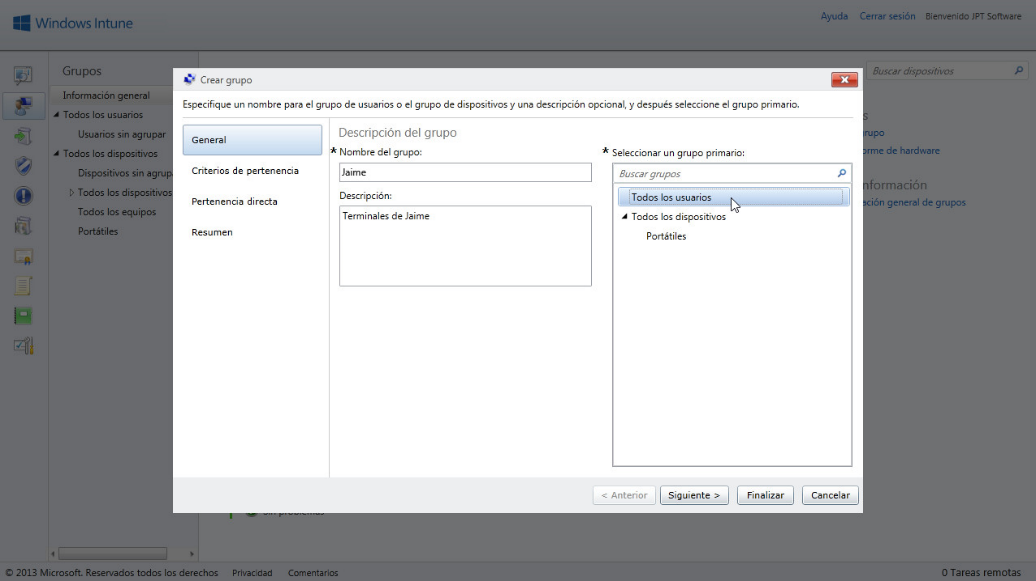 Windows Intune
Ayuda Cerrar sesión Bienvenido JPT Software
Grupos
Buscar dispositivos
Información general
Todos los usuarios
Usuarios sin agrupar
Todos los dispositivos
Dispositivos sin agrup
Todos los dispositivos
Todos los equipos
Portátiles
Crear grupo
Especifique un nombre para el grupo de usuarios o el grupo de dispositivos y una descripción opcional, y después seleccione el grupo primario.
General
Criterios de pertenencia
Pertenencia directa
Resumen
Descripción del grupo
* Nombre del grupo:
Jaime
Descripción:
Terminales de Jaime
* Seleccionar un grupo primario:
Buscar grupos
Todos los usuarios
Todos los dispositivos
Portátiles
s
rupo
orme de hardware
nformación
ación general de grupos
< Anterior Siguiente > Finalizar Cancelar
© 2013 Microsoft. Reservados todos los derechos Privacidad Comentarios
0 Tareas remotas